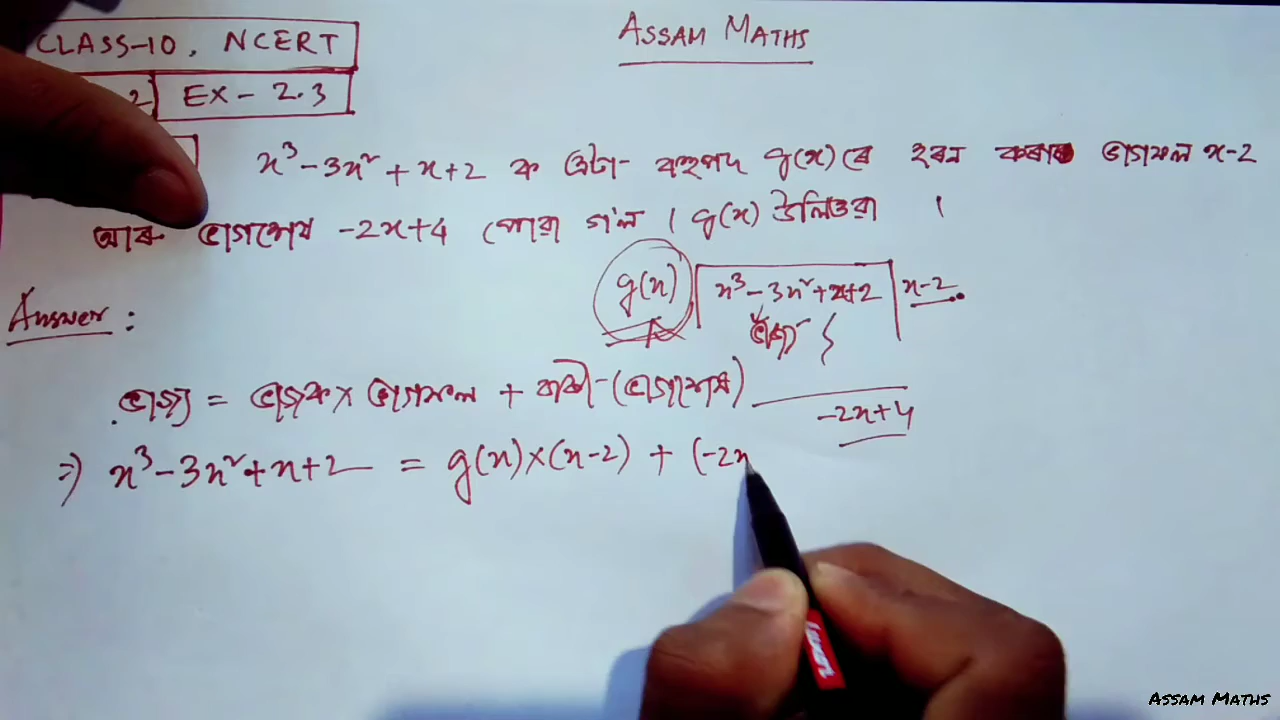 ASSAM MATHS
CLASS-10, NCERT
2 EX - 2.3
x³ - 3x² + x + 2 ক এটা বহুপদ g(x) ৰে হৰণ কৰাত ভাগফল x-2
আৰু ভাগশেষ -2x+4 পোৱা গ'ল । g(x) উলিওৱা ।
g(x) x³-3x²+x+2 x-2
ভাজ্য
Answer :
ভাজ্য = ভাজক × ভাগফল + বাকী (ভাগশেষ)
-2x+4
⇒ x³-3x²+x+2 = g(x)×(x-2) + (-2x
ASSAM MATHS